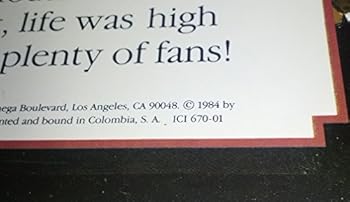 , life was high
plenty of fans!
ega Boulevard, Los Angeles, CA 90048. © 1984 by
nted and bound in Colombia, S. A. ICI 670-01